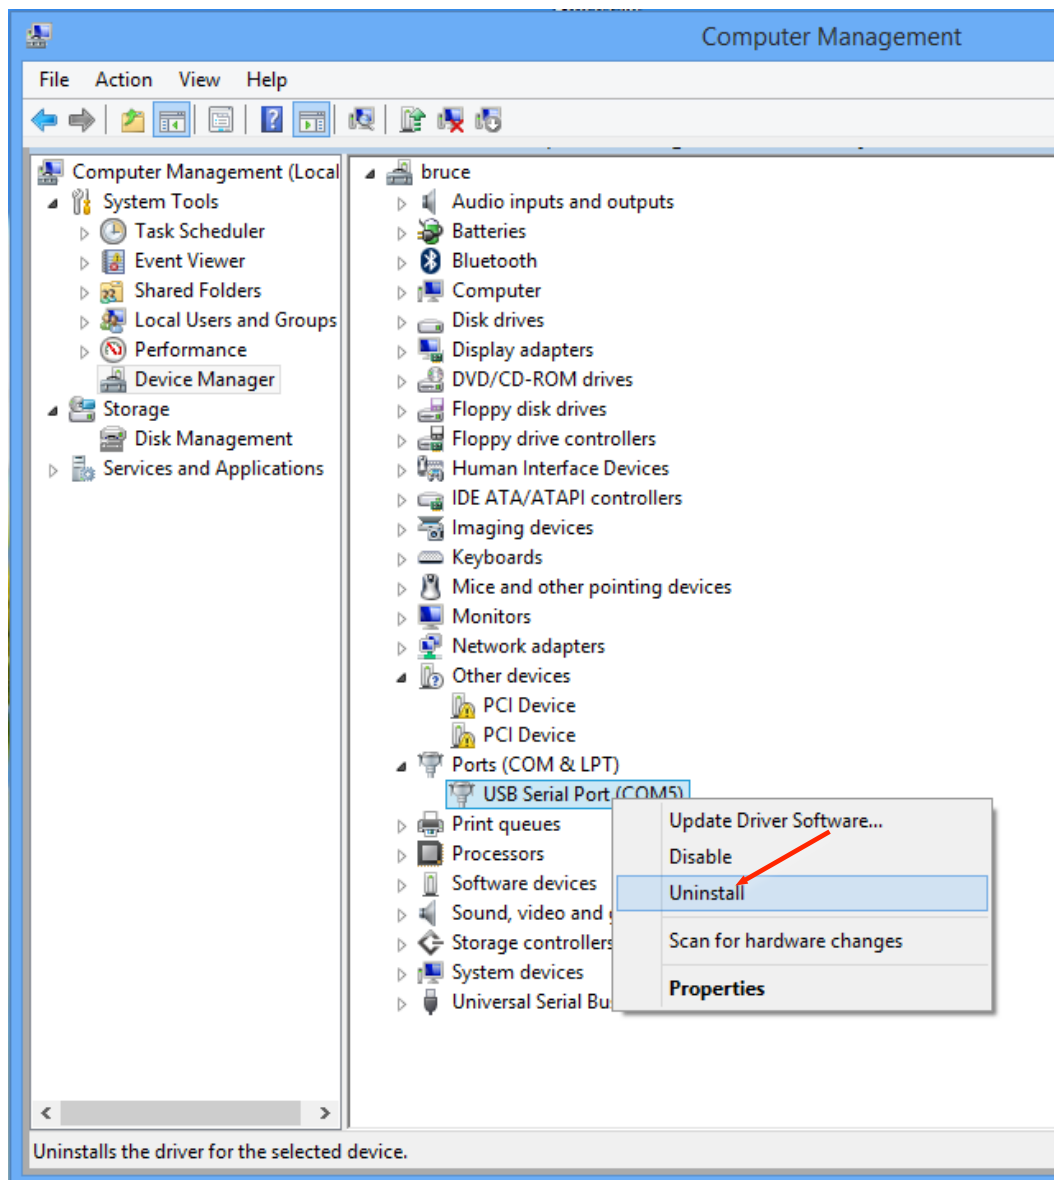 Computer Management
File Action View Help
Computer Management (Local
System Tools
Task Scheduler
Event Viewer
Shared Folders
Local Users and Groups
Performance
Device Manager
Storage
Disk Management
Services and Applications
bruce
Audio inputs and outputs
Batteries
Bluetooth
Computer
Disk drives
Display adapters
DVD/CD-ROM drives
Floppy disk drives
Floppy drive controllers
Human Interface Devices
IDE ATA/ATAPI controllers
Imaging devices
Keyboards
Mice and other pointing devices
Monitors
Network adapters
Other devices
PCI Device
PCI Device
Ports (COM & LPT)
USB Serial Port (COM5)
Print queues
Processors
Software devices
Sound, video and
Storage controllers
System devices
Universal Serial Bu
Update Driver Software...
Disable
Uninstall
Scan for hardware changes
Properties
Uninstalls the driver for the selected device.